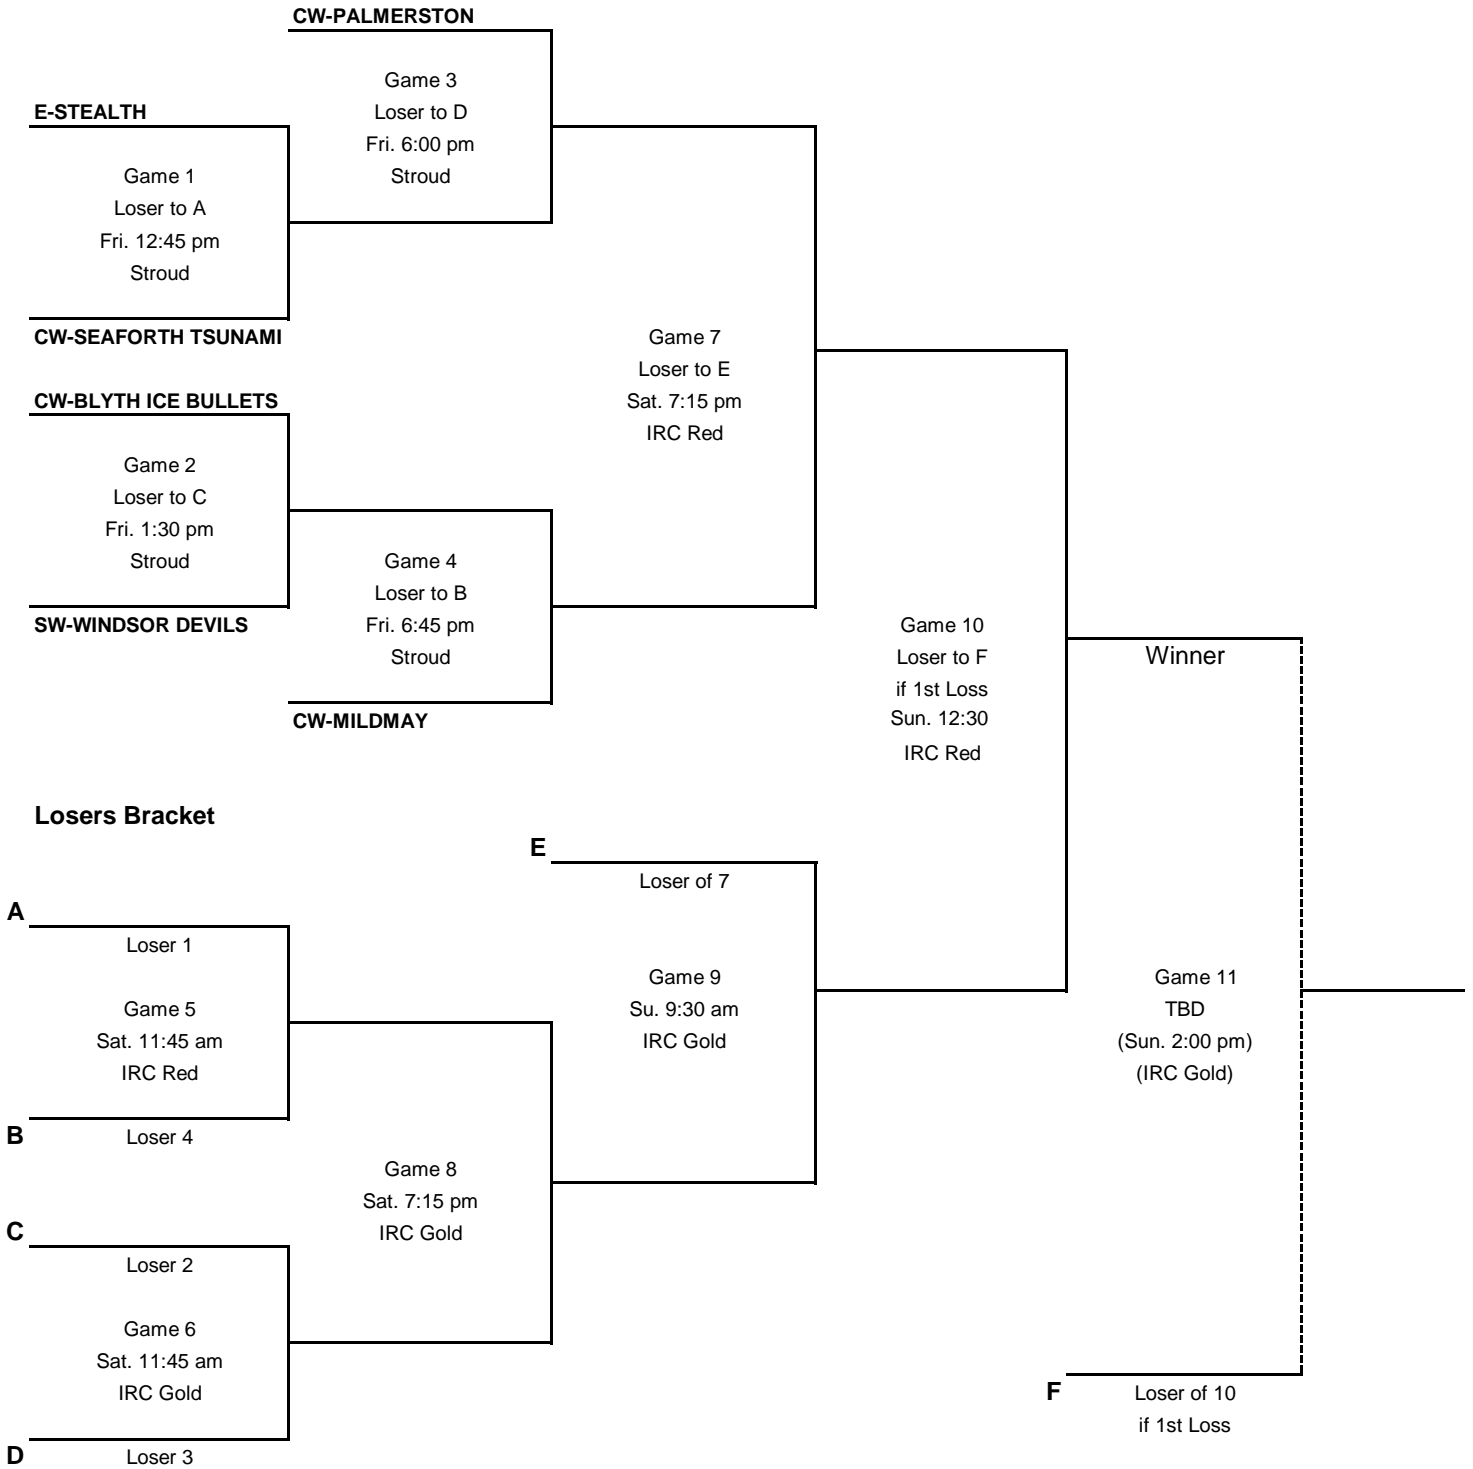 CW-PALMERSTON
Game 3
Loser to D
Fri. 6:00 pm
Stroud
E-STEALTH
Game 1
Loser to A
Fri. 12:45 pm
Stroud
CW-SEAFORTH TSUNAMI
Game 7
Loser to E
Sat. 7:15 pm
IRC Red
CW-BLYTH ICE BULLETS
Game 2
Loser to C
Fri. 1:30 pm
Stroud
SW-WINDSOR DEVILS
Game 4
Loser to B
Fri. 6:45 pm
Stroud
CW-MILDMAY
Game 10
Loser to F
if 1st Loss
Sun. 12:30
IRC Red
Winner
Losers Bracket
E
Loser of 7
A
Loser 1
Game 5
Sat. 11:45 am
IRC Red
B
Loser 4
Game 9
Su. 9:30 am
IRC Gold
Game 11
TBD
(Sun. 2:00 pm)
(IRC Gold)
Game 8
Sat. 7:15 pm
IRC Gold
C
Loser 2
Game 6
Sat. 11:45 am
IRC Gold
D
Loser 3
F
Loser of 10
if 1st Loss